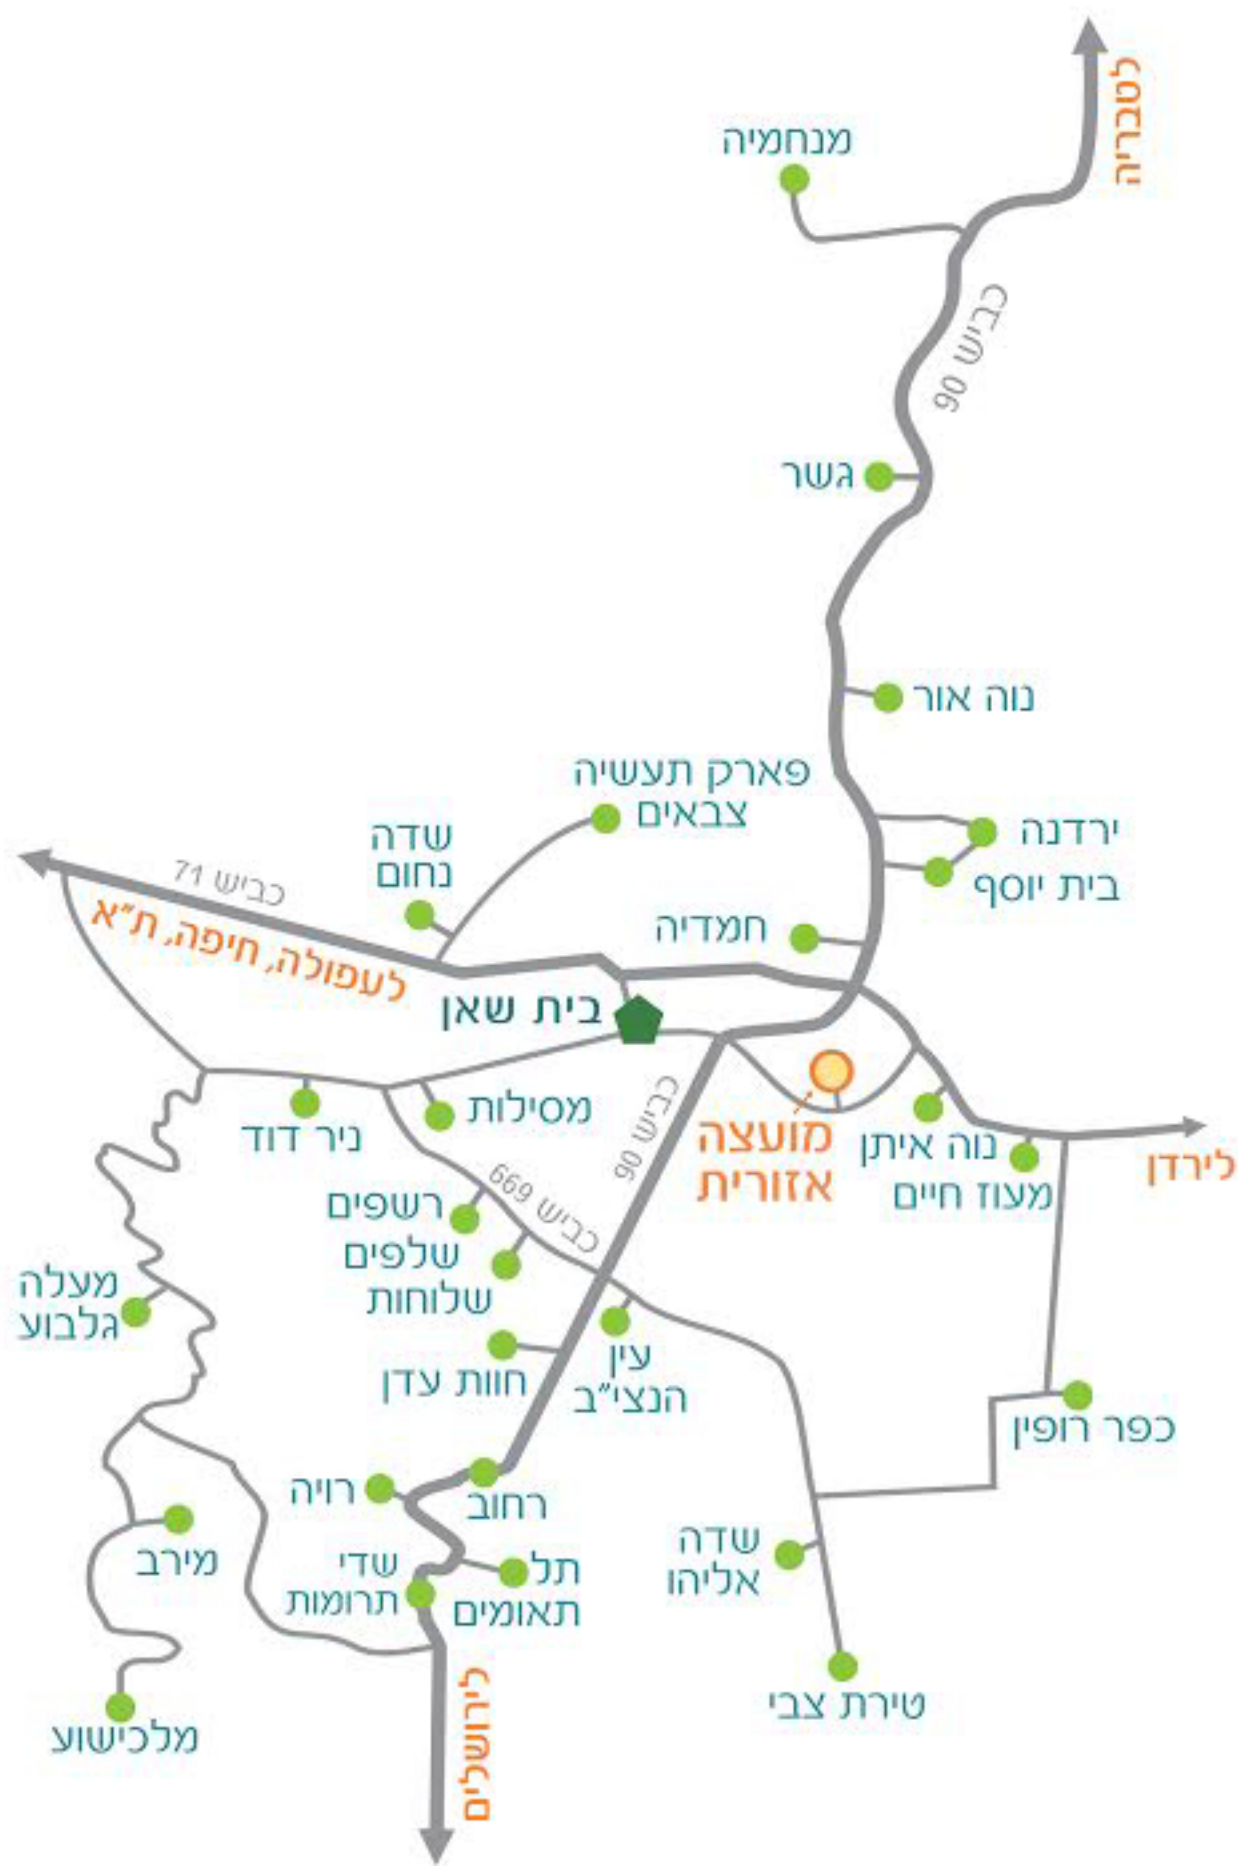 לטבריה
מנחמיה
כביש 90
גשר
נוה אור
פארק תעשיה
צבאים
ירדנה
בית יוסף
שדה
נחום
כביש 71
לעפולה, חיפה, ת"א
חמדיה
בית שאן
מסילות
ניר דוד
כביש 90
מועצה
אזורית
נוה איתן
מעוז חיים
לירדן
כביש 669
רשפים
שלפים
שלוחות
מעלה
גלבוע
חוות עדן
עין
הנצי"ב
כפר רופין
רויה
רחוב
מירב
שדי
תרומות
תל
תאומים
שדה
אליהו
טירת צבי
מלכישוע
לירושלים